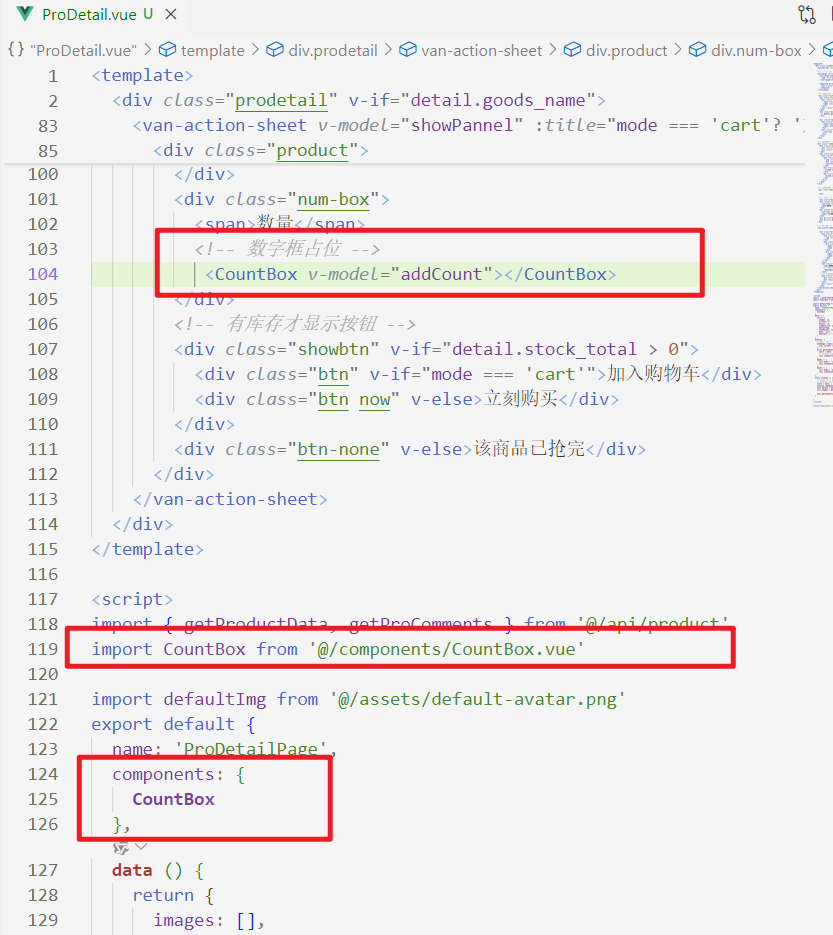 ProDetail.vue U ×
{} "ProDetail.vue" > template > div.prodetail > van-action-sheet > div.product > div.num-box >
1 <template>
2 <div class="prodetail" v-if="detail.goods_name">
83 <van-action-sheet v-model="showPannel" :title="mode === 'cart'? '
85 <div class="product">
100 </div>
101 <div class="num-box">
102 <span>数量</span>
103 <!-- 数字框占位 -->
104 <CountBox v-model="addCount"></CountBox>
105 </div>
106 <!-- 有库存才显示按钮 -->
107 <div class="showbtn" v-if="detail.stock_total > 0">
108 <div class="btn" v-if="mode === 'cart'">加入购物车</div>
109 <div class="btn now" v-else>立刻购买</div>
110 </div>
111 <div class="btn-none" v-else>该商品已抢完</div>
112 </div>
113 </van-action-sheet>
114 </div>
115 </template>
116
117 <script>
118 import { getProductData, getProComments } from '@/api/product'
119 import CountBox from '@/components/CountBox.vue'
120
121 import defaultImg from '@/assets/default-avatar.png'
122 export default {
123 name: 'ProDetailPage',
124 components: {
125 CountBox
126 },
127 data () {
128 return {
129 images: [],